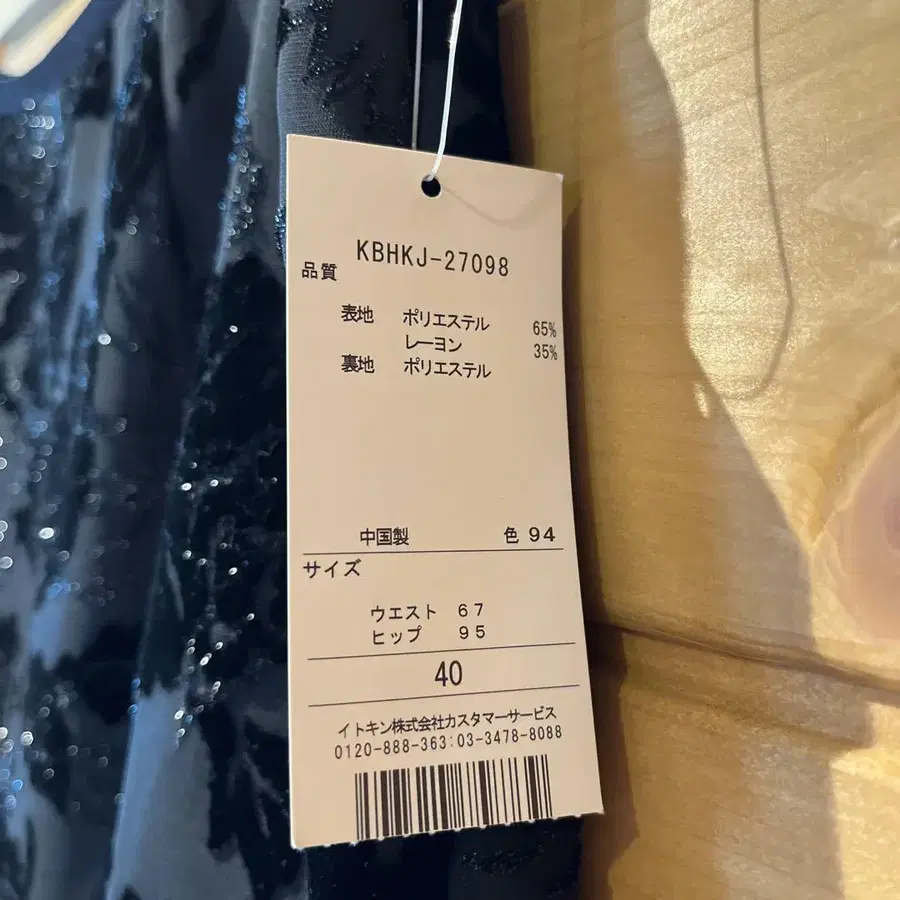 KBHKJ-27098
品質
表地 ポリエステル 65%
レーヨン 35%
裏地 ポリエステル
中国製 色 94
サイズ
ウエスト 67
ヒップ 95
40
イトキン株式会社カスタマーサービス
0120-888-363:03-3478-8088